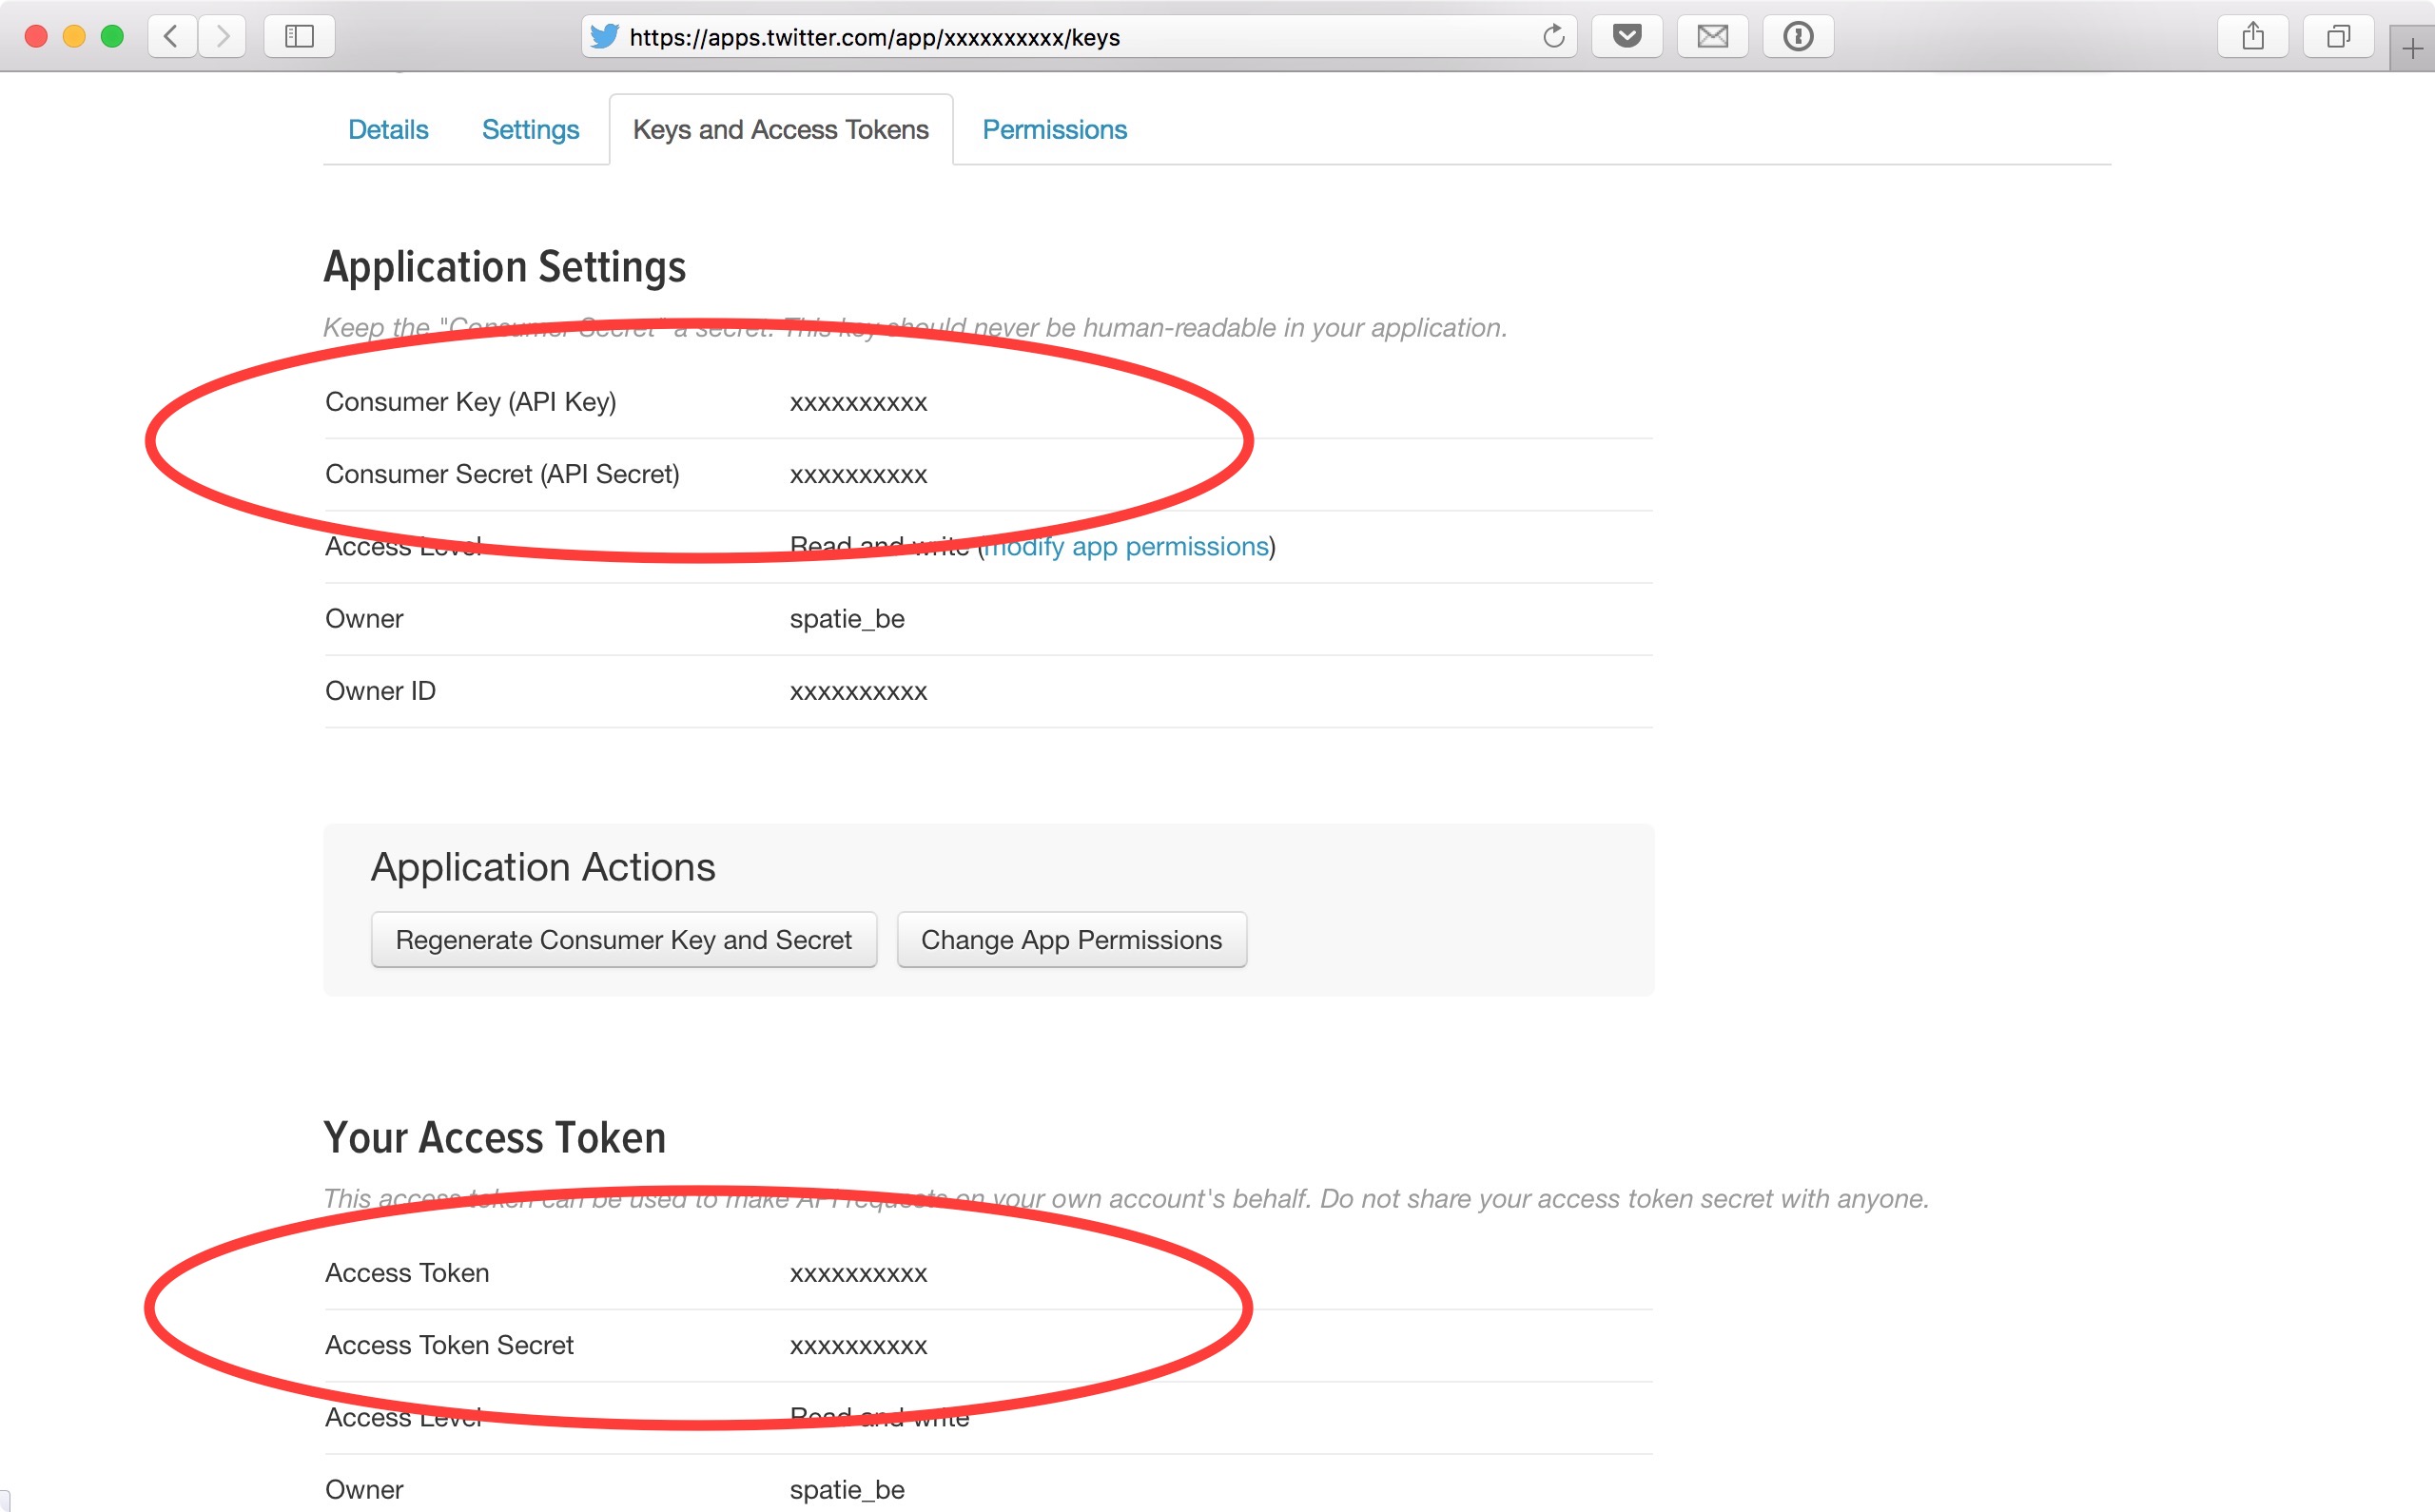 https://apps.twitter.com/app/xxxxxxxxxx/keys
Details Settings Keys and Access Tokens Permissions
Application Settings
Keep the "Consumer Secret" a secret. This key should never be human-readable in your application.
Consumer Key (API Key) xxxxxxxxxx
Consumer Secret (API Secret) xxxxxxxxxx
Access Level Read and write (modify app permissions)
Owner spatie_be
Owner ID xxxxxxxxxx
Application Actions
Regenerate Consumer Key and Secret Change App Permissions
Your Access Token
This access token can be used to make API requests on your own account's behalf. Do not share your access token secret with anyone.
Access Token xxxxxxxxxx
Access Token Secret xxxxxxxxxx
Access Level Read and write
Owner spatie_be